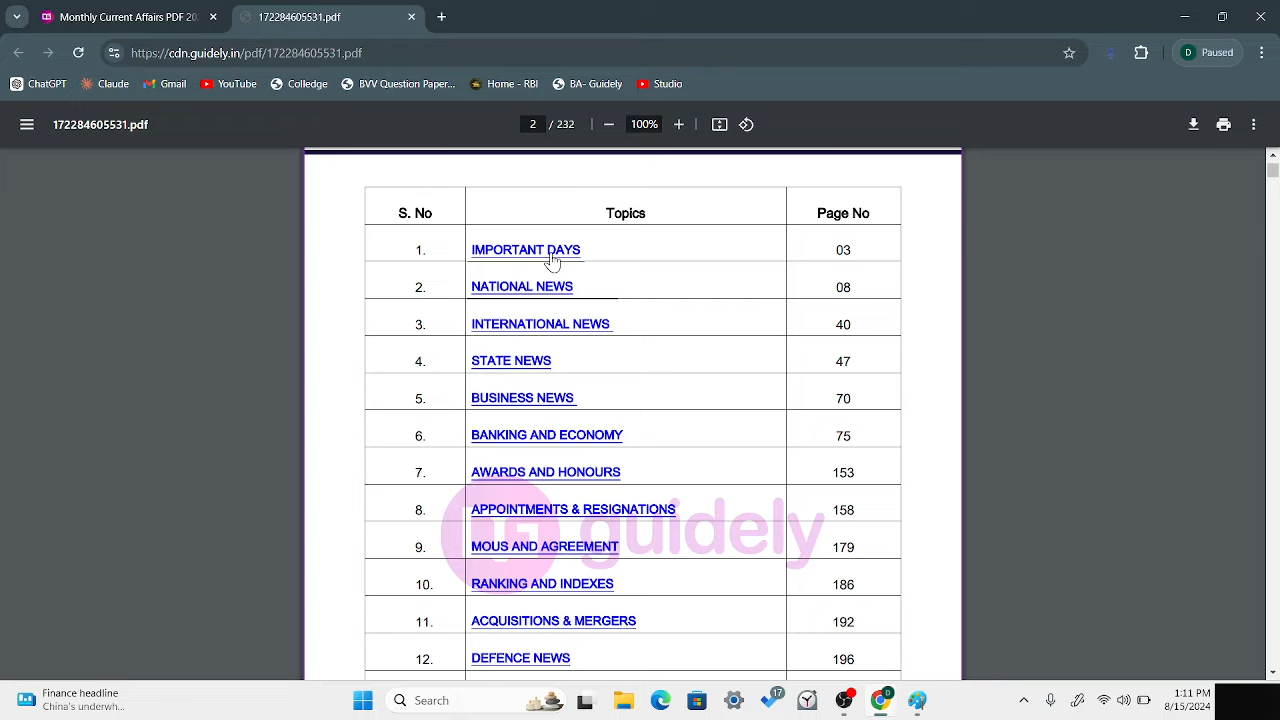 Monthly Current Affairs 20
172284605531.pdf
https://cdn.guidely.in/pdf/172284605531.pdf
D Paused
ChatGPT Claude Gmail YouTube Colledge BVV Question Paper... Home - RBI BA- Guidely Studio
172284605531.pdf 2 / 232 100%
S. No Topics Page No
1. IMPORTANT DAYS 03
2. NATIONAL NEWS 08
3. INTERNATIONAL NEWS 40
4. STATE NEWS 47
5. BUSINESS NEWS 70
6. BANKING AND ECONOMY 75
7. AWARDS AND HONOURS 153
8. APPOINTMENTS & RESIGNATIONS 158
guidely
9. MOUS AND AGREEMENT 179
10. RANKING AND INDEXES 186
11. ACQUISITIONS & MERGERS 192
12. DEFENCE NEWS 196
Finance headline
China's underwr...
Search
17
1:11 PM
8/15/2024